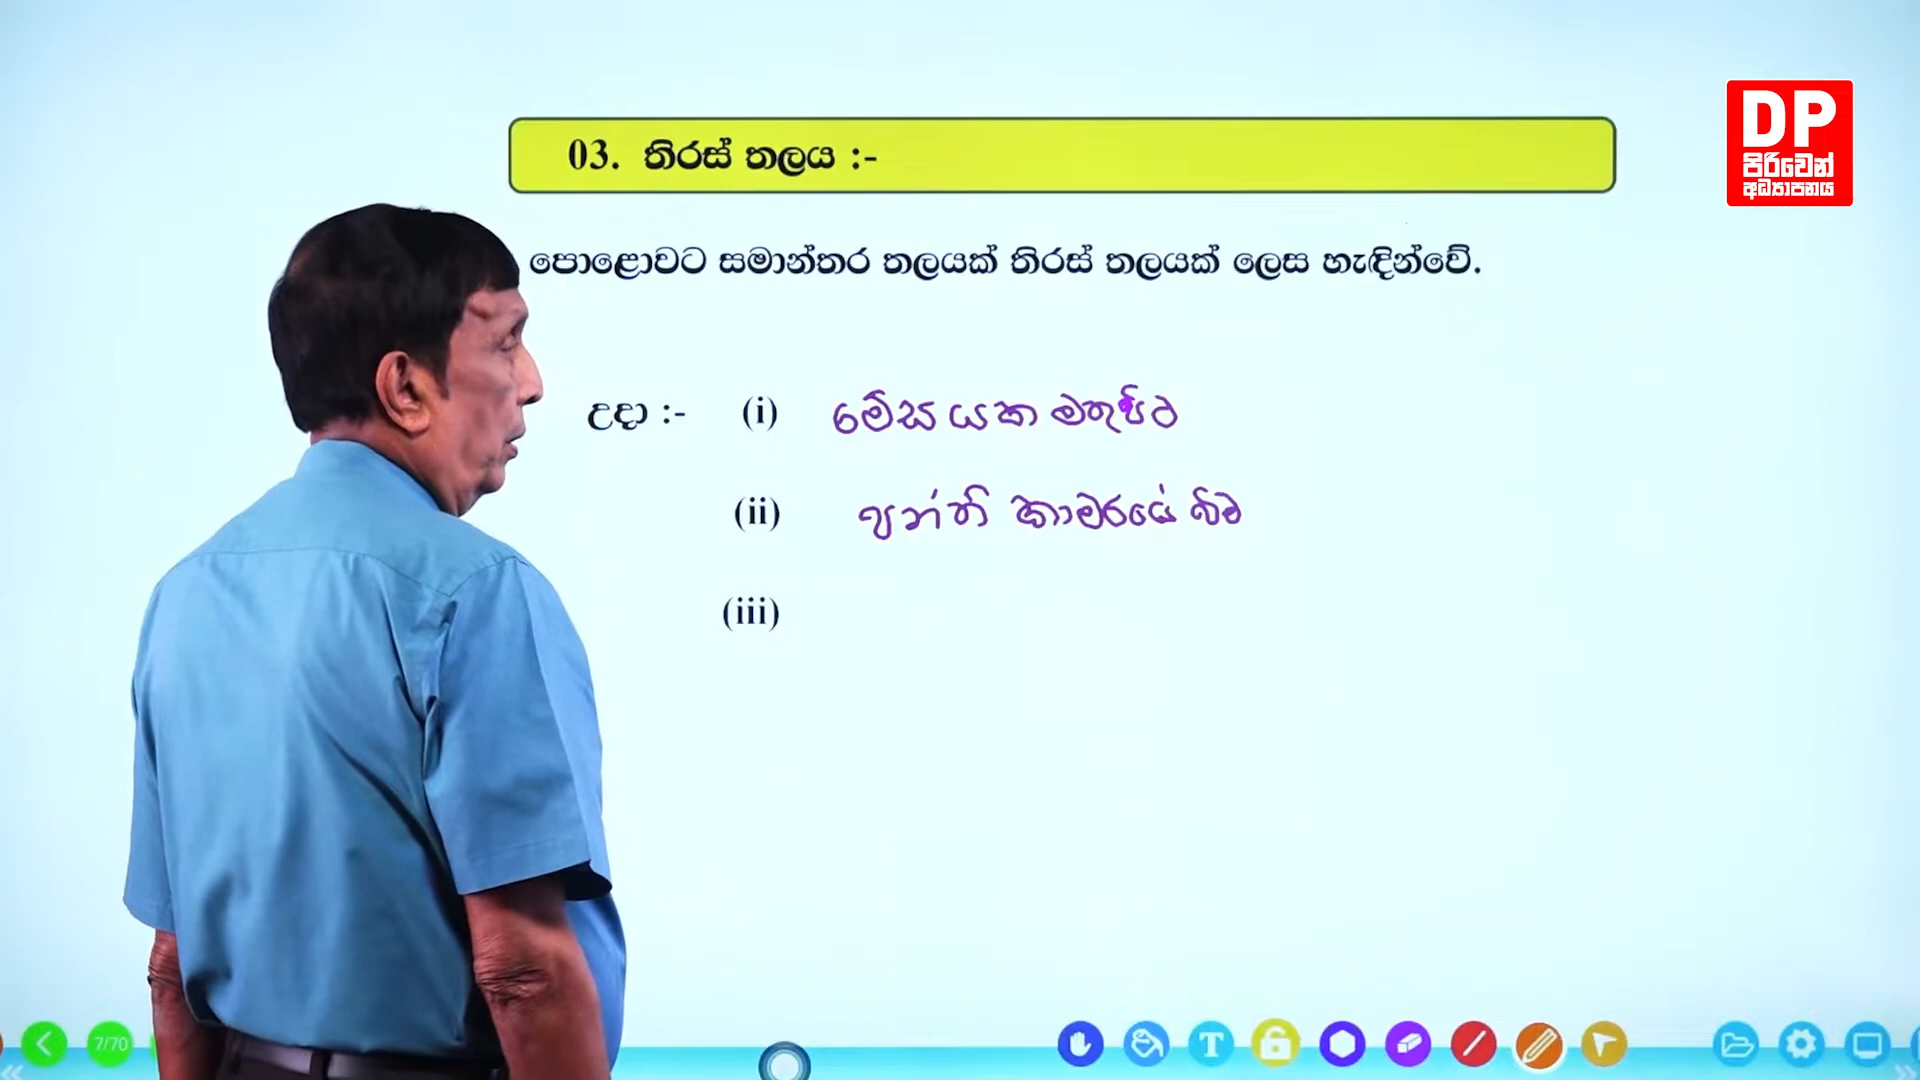 DP
පිරිවෙන්
අධ්‍යාපනය
03. තිරස් තලය :-
පොළොවට සමාන්තර තලයක් තිරස් තලයක් ලෙස හැඳින්වේ.
උදා :- (i) මේසයක මතුපිට
(ii) පන්ති කාමරයේ බිම
(iii)
7/70
T